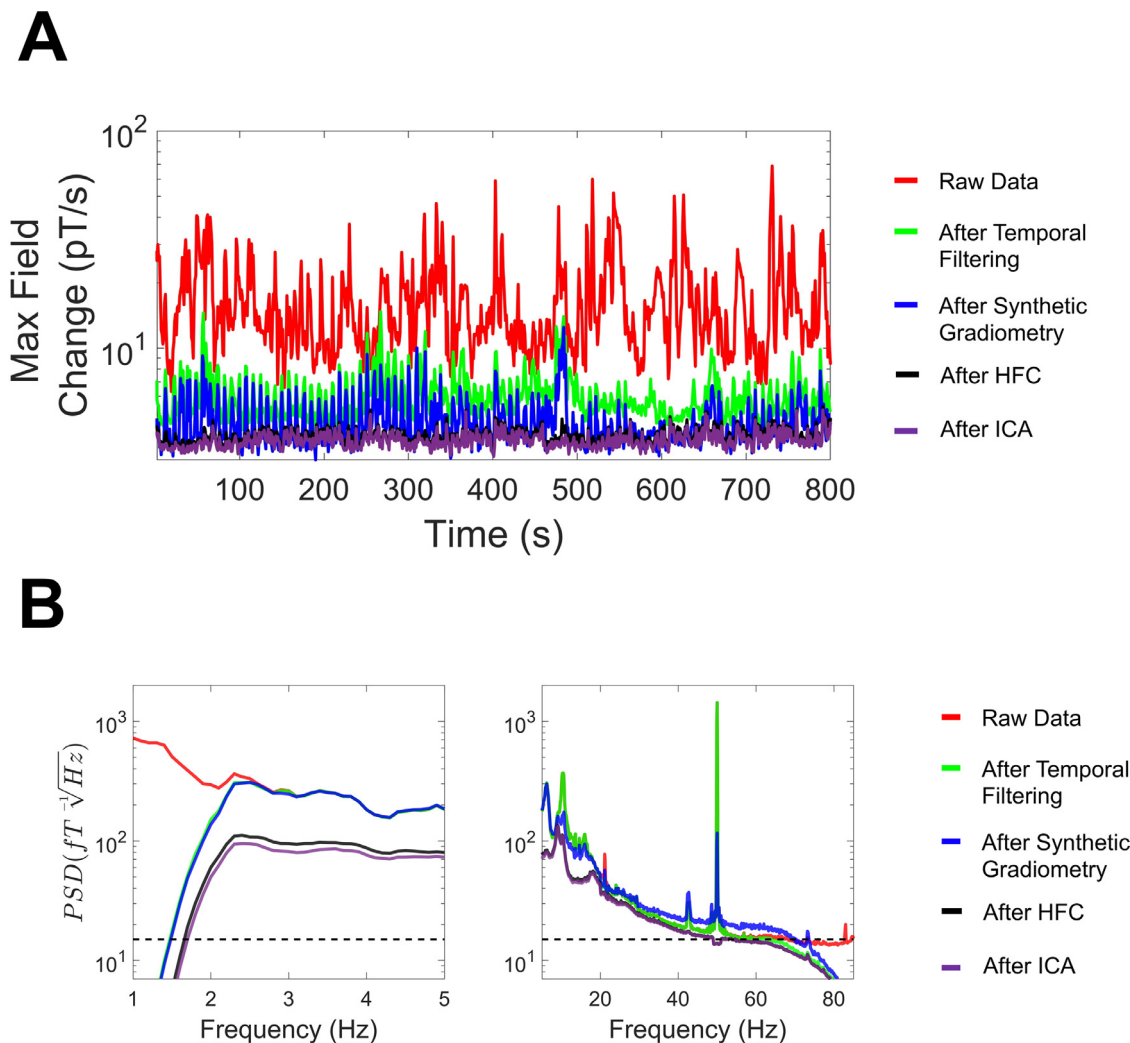 A
Max Field
Change (pT/s)
10²
10¹
100 200 300 400 500 600 700 800
Time (s)
Raw Data
After Temporal
Filtering
After Synthetic
Gradiometry
After HFC
After ICA
B
PSD(fT ⁻¹√Hz)
10³
10²
10¹
1 2 3 4 5
Frequency (Hz)
10³
10²
10¹
20 40 60 80
Frequency (Hz)
Raw Data
After Temporal
Filtering
After Synthetic
Gradiometry
After HFC
After ICA